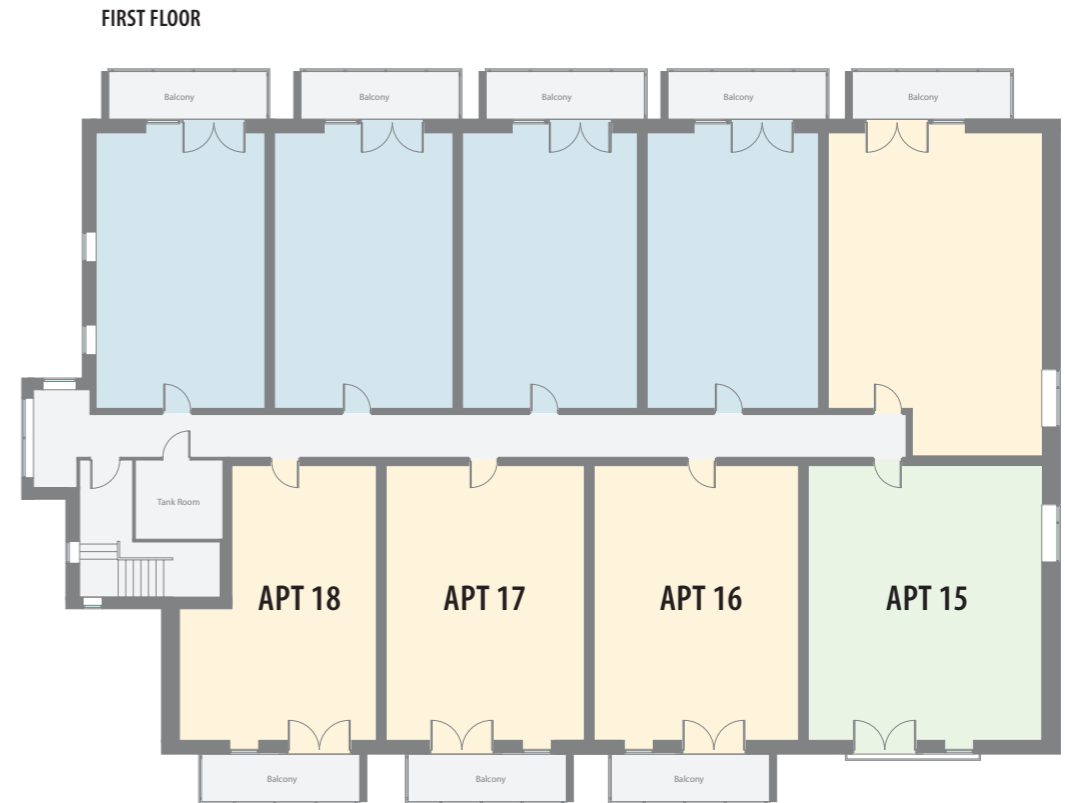 FIRST FLOOR
Balcony
Balcony
Balcony
Balcony
Balcony
Tank Room
APT 18
APT 17
APT 16
APT 15
Balcony
Balcony
Balcony